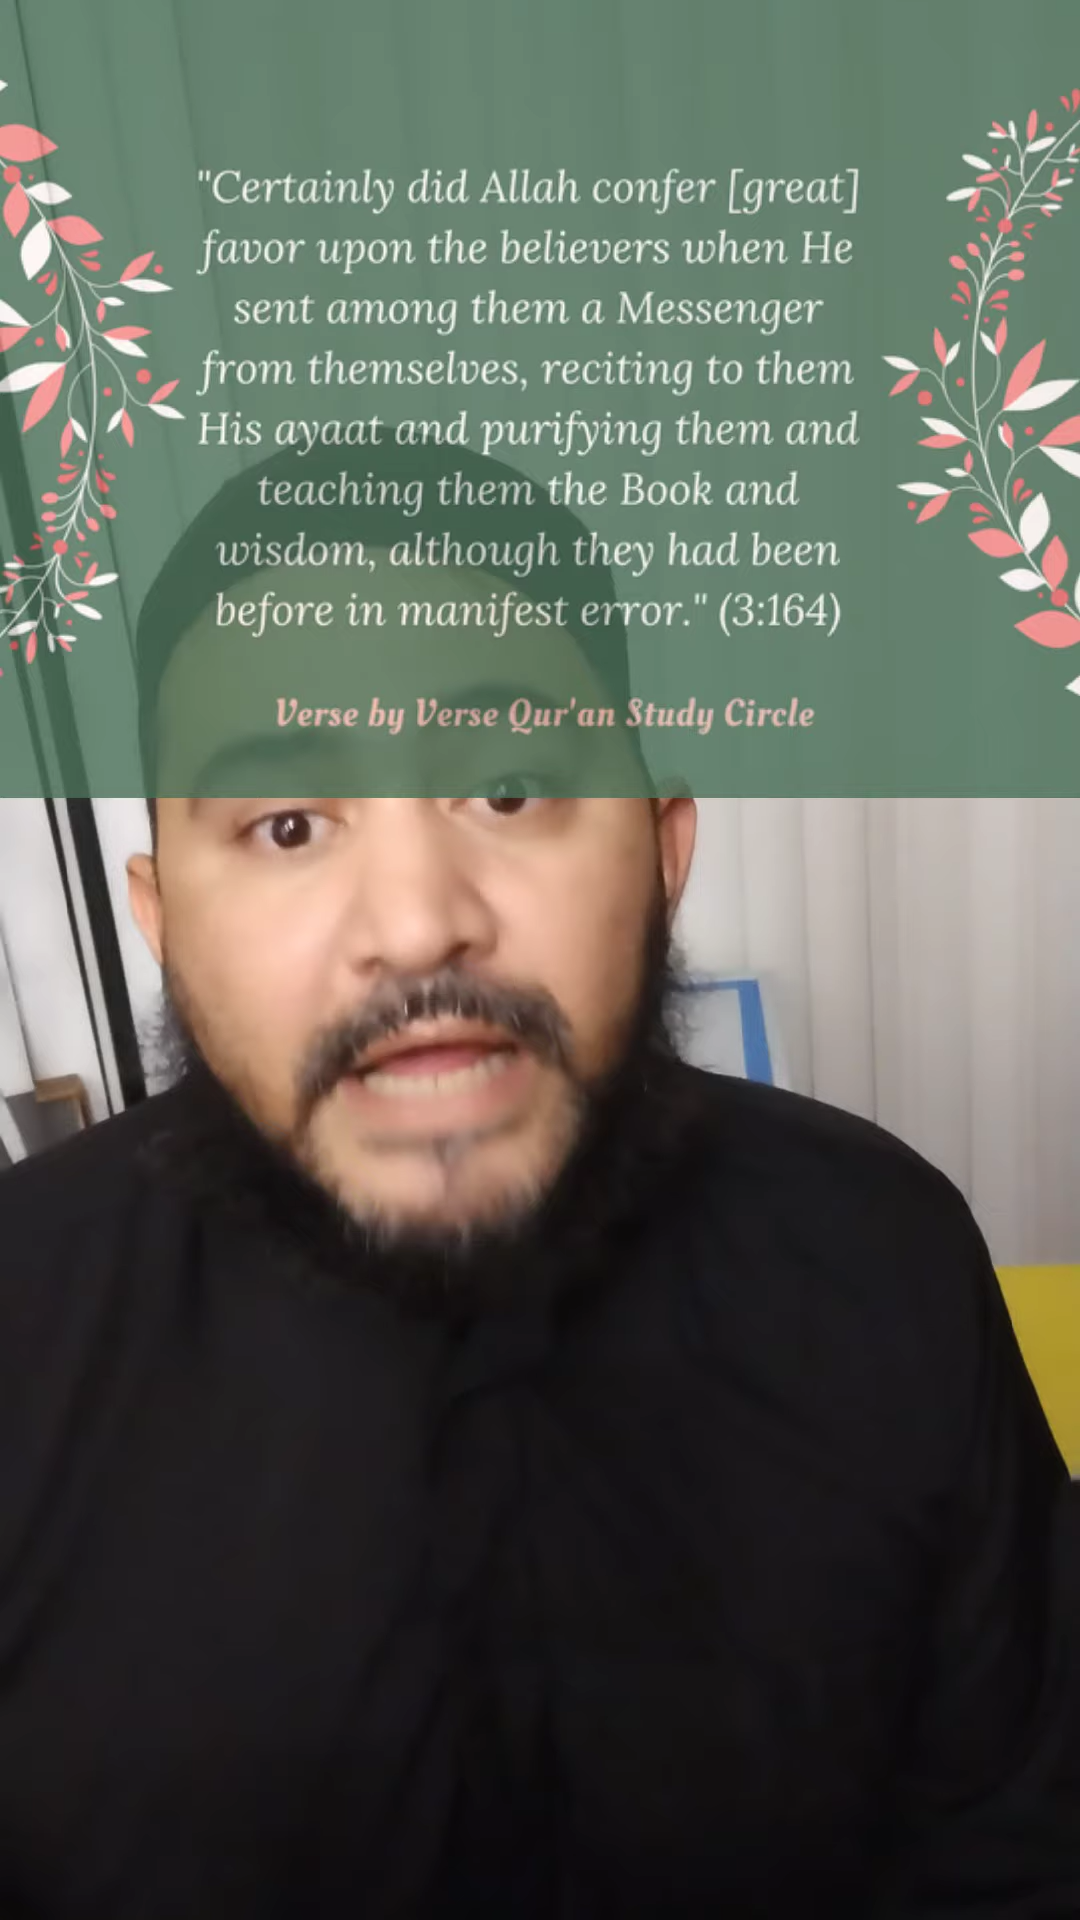 "Certainly did Allah confer [great]
favor upon the believers when He
sent among them a Messenger
from themselves, reciting to them
His ayaat and purifying them and
teaching them the Book and
wisdom, although they had been
before in manifest error." (3:164)
Verse by Verse Qur'an Study Circle